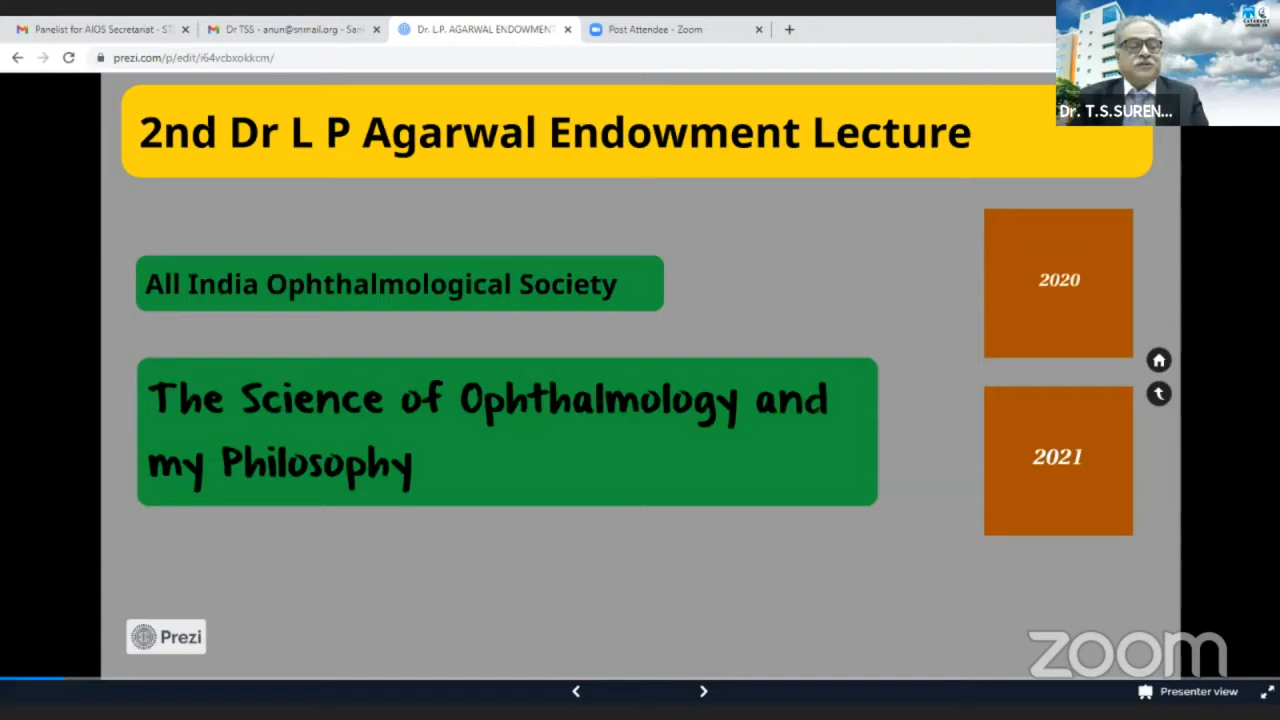 Panelist for AIOS Secretariat - ST
Dr TSS - anun@snmail.org - San
Dr. L.P. AGARWAL ENDOWMENT
Post Attendee - Zoom
prezi.com/p/edit/i64vcbxokkcm/
CATARACT
Dr. T.S.SUREN...
2nd Dr L P Agarwal Endowment Lecture
All India Ophthalmological Society
2020
The Science of Ophthalmology and
my Philosophy
2021
Prezi
zoom
Presenter view